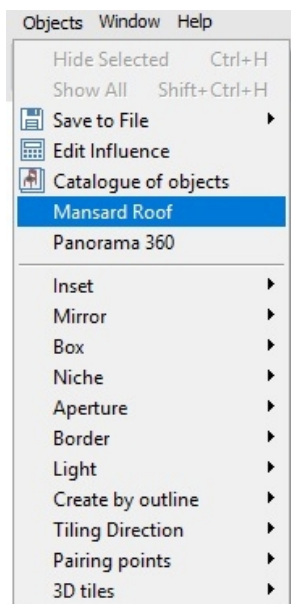 Objects Window Help
Hide Selected Ctrl+H
Show All Shift+Ctrl+H
Save to File
Edit Influence
Catalogue of objects
Mansard Roof
Panorama 360
Inset
Mirror
Box
Niche
Aperture
Border
Light
Create by outline
Tiling Direction
Pairing points
3D tiles